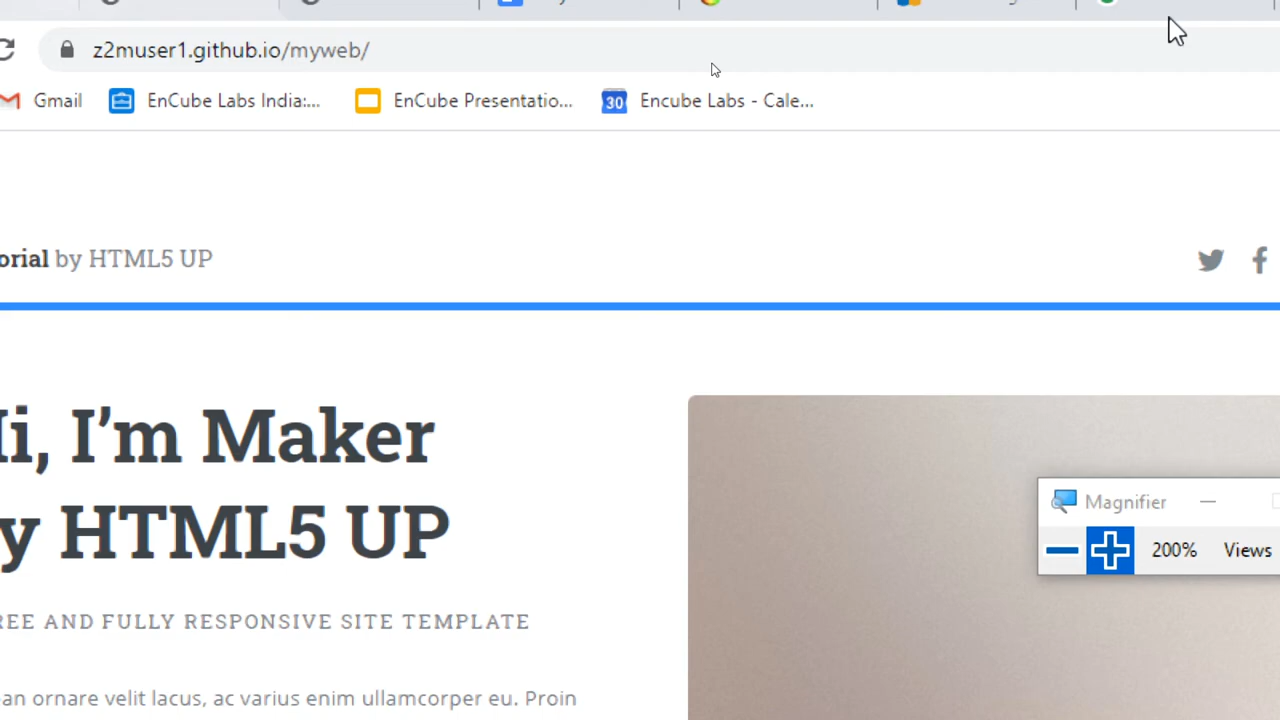 z2muser1.github.io/myweb/
Gmail EnCube Labs India:... EnCube Presentatio... 30 Encube Labs - Cale...
orial by HTML5 UP
i, I'm Maker
y HTML5 UP
REE AND FULLY RESPONSIVE SITE TEMPLATE
an ornare velit lacus, ac varius enim ullamcorper eu. Proin
Magnifier
200% Views